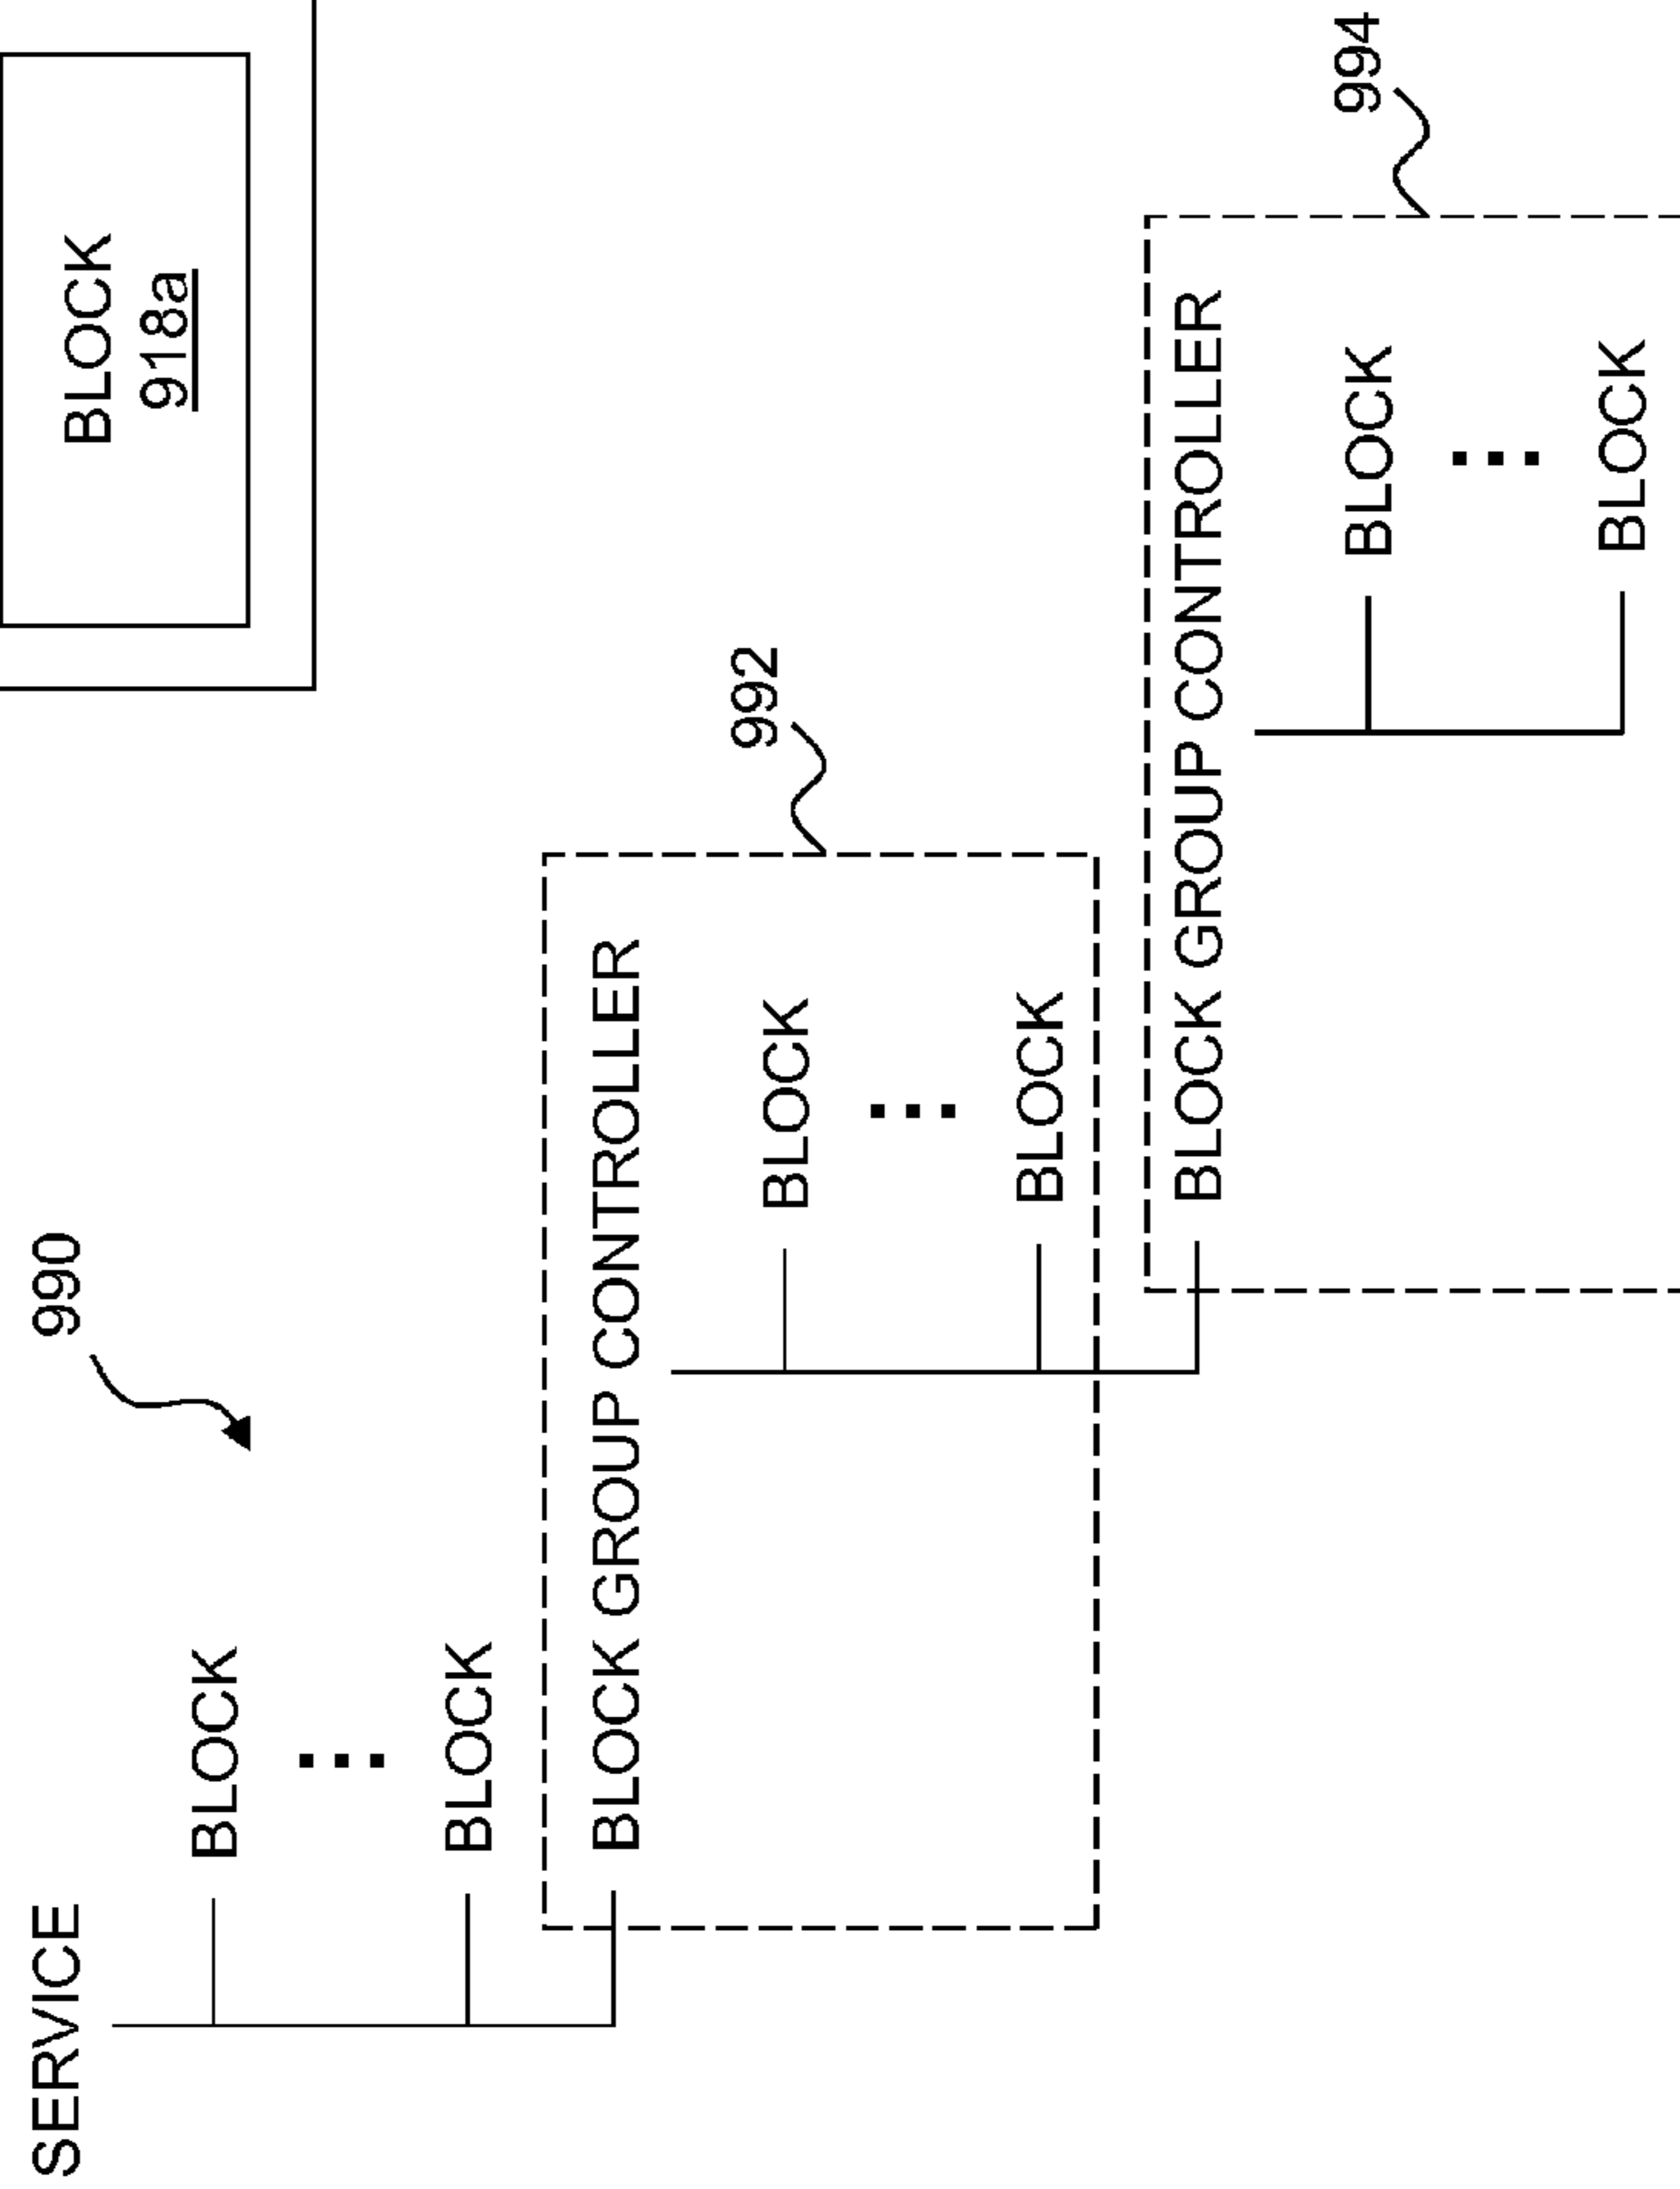 BLOCK
918a
990
SERVICE
BLOCK
BLOCK
992
BLOCK GROUP CONTROLLER
BLOCK
BLOCK
994
BLOCK GROUP CONTROLLER
BLOCK
BLOCK